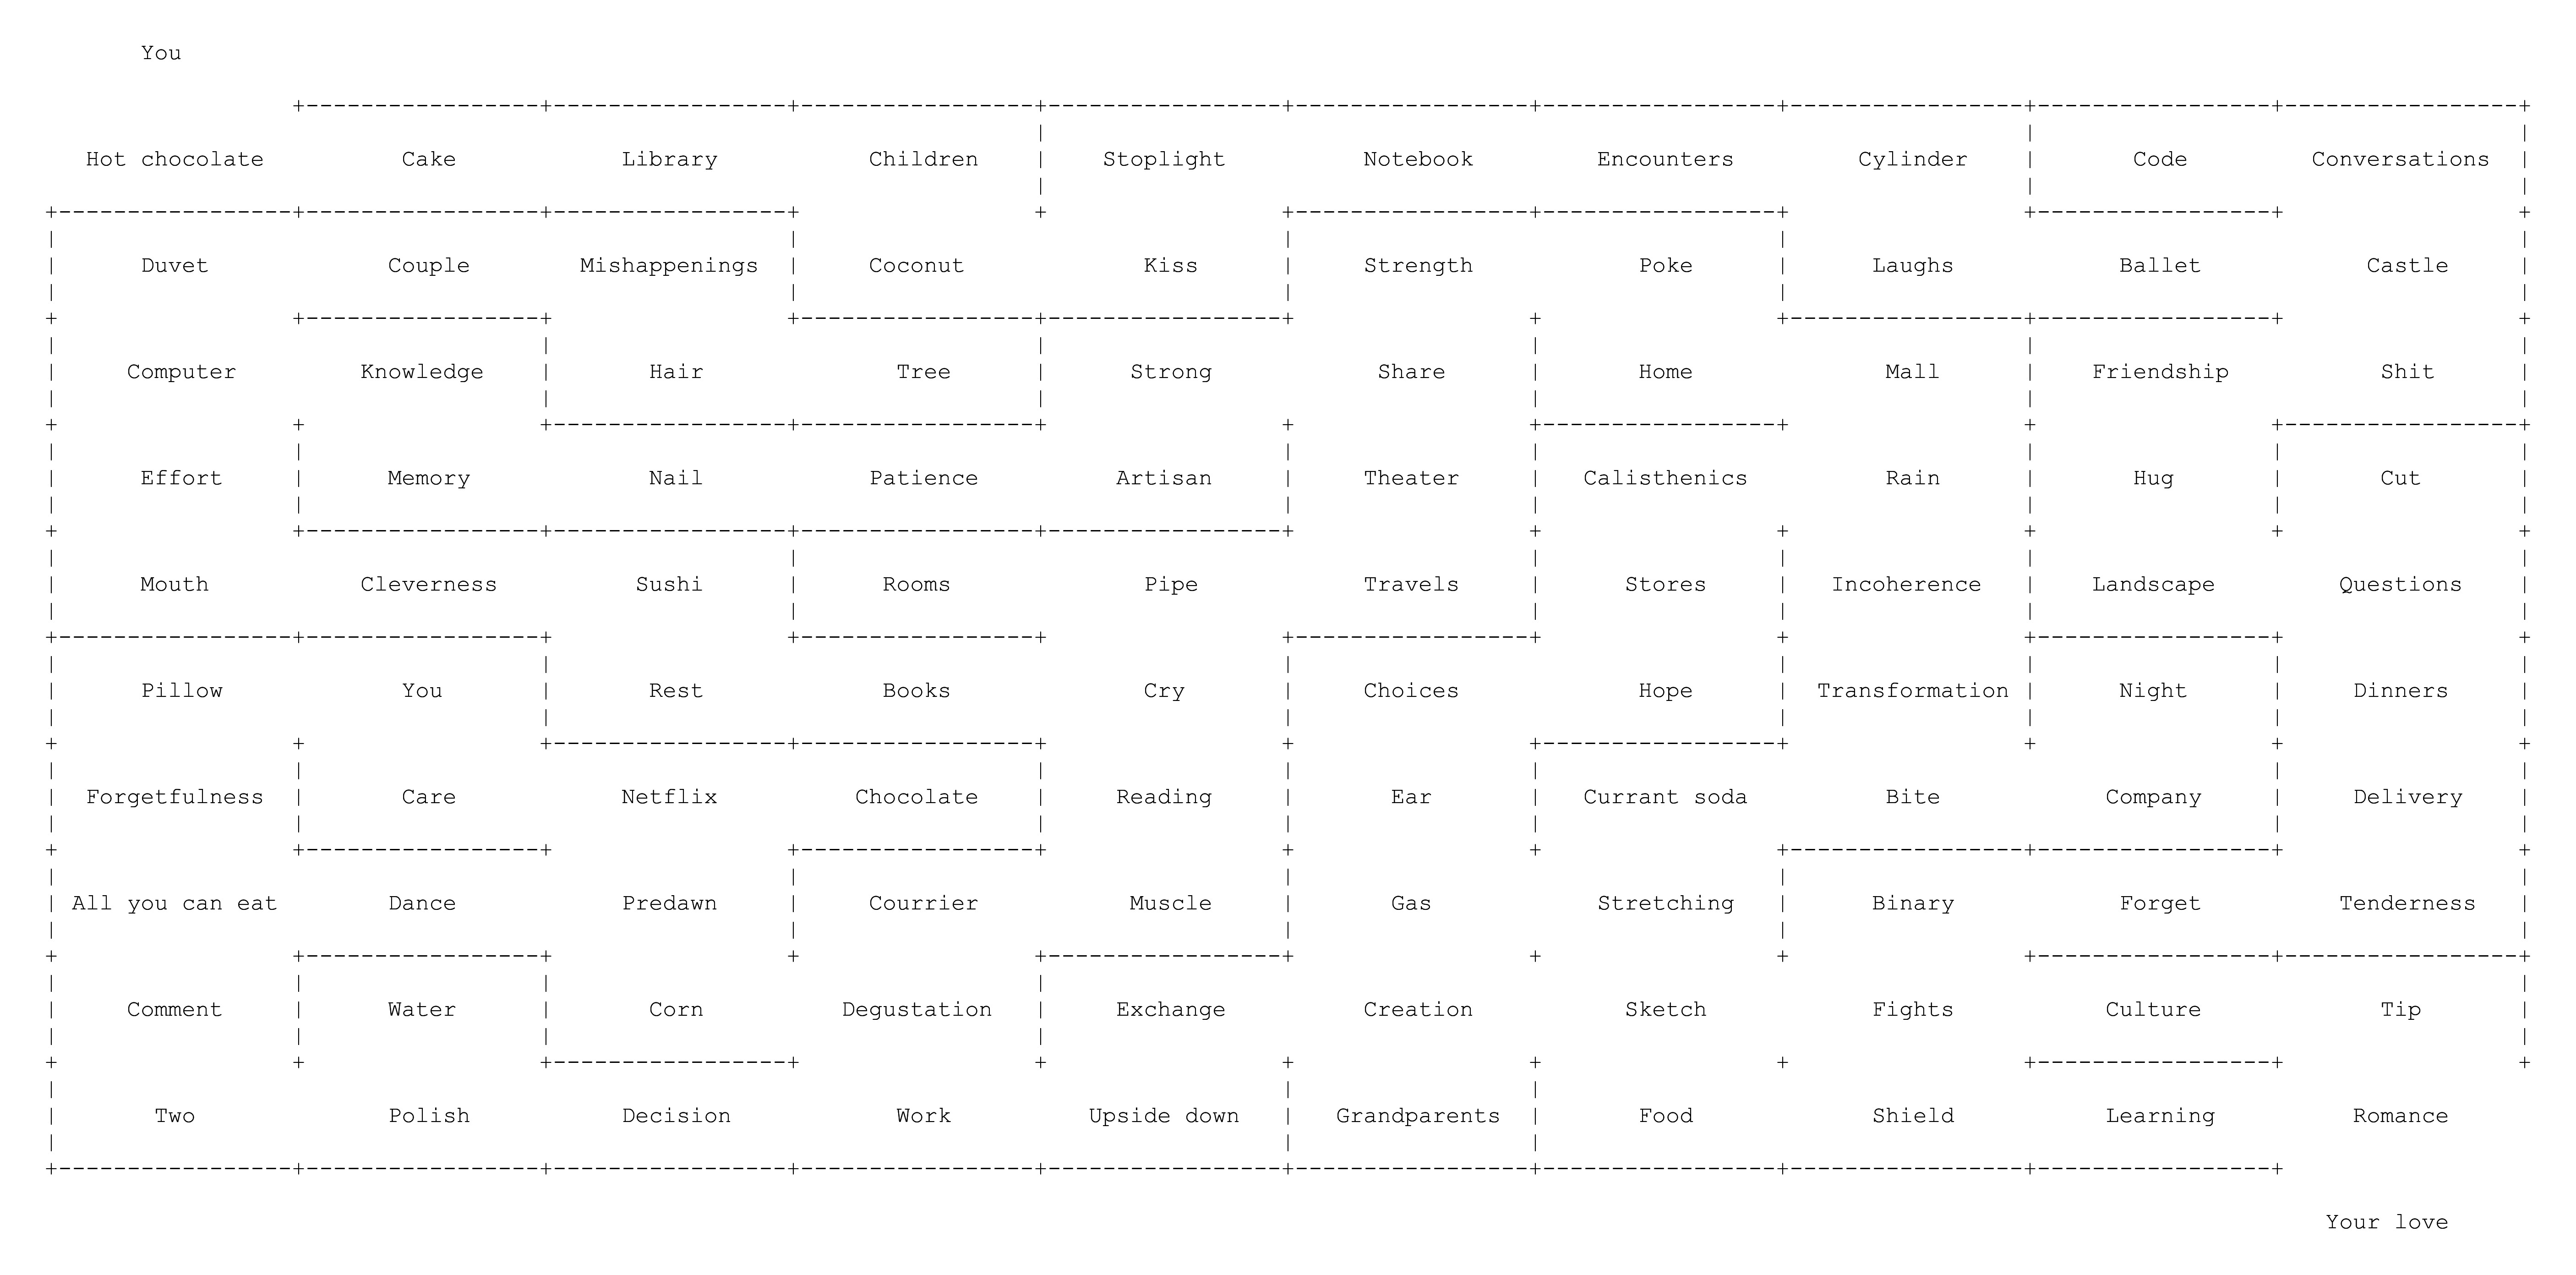 You
Hot chocolate Cake Library Children Stoplight Notebook Encounters Cylinder Code Conversations
Duvet Couple Mishappenings Coconut Kiss Strength Poke Laughs Ballet Castle
Computer Knowledge Hair Tree Strong Share Home Mall Friendship Shit
Effort Memory Nail Patience Artisan Theater Calisthenics Rain Hug Cut
Mouth Cleverness Sushi Rooms Pipe Travels Stores Incoherence Landscape Questions
Pillow You Rest Books Cry Choices Hope Transformation Night Dinners
Forgetfulness Care Netflix Chocolate Reading Ear Currant soda Bite Company Delivery
All you can eat Dance Predawn Courrier Muscle Gas Stretching Binary Forget Tenderness
Comment Water Corn Degustation Exchange Creation Sketch Fights Culture Tip
Two Polish Decision Work Upside down Grandparents Food Shield Learning Romance
Your love